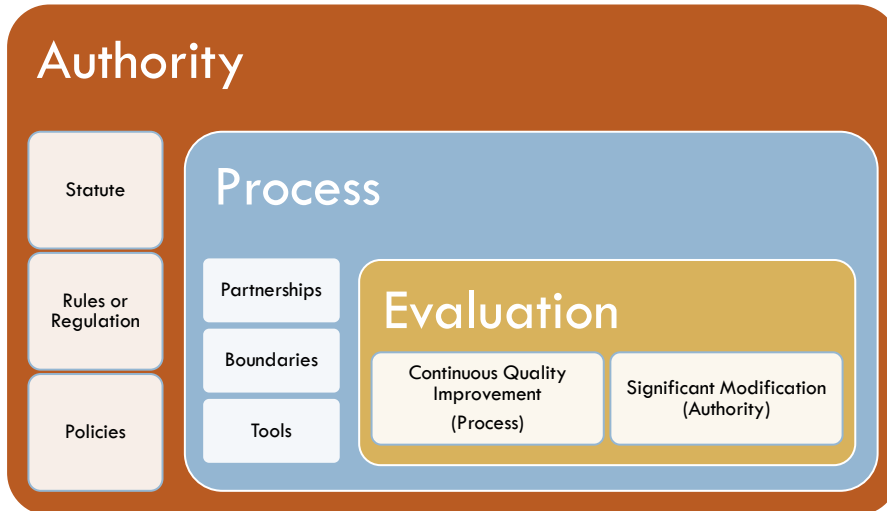 Authority
Statute
Rules or
Regulation
Policies
Process
Partnerships
Boundaries
Tools
Evaluation
Continuous Quality
Improvement
(Process)
Significant Modification
(Authority)